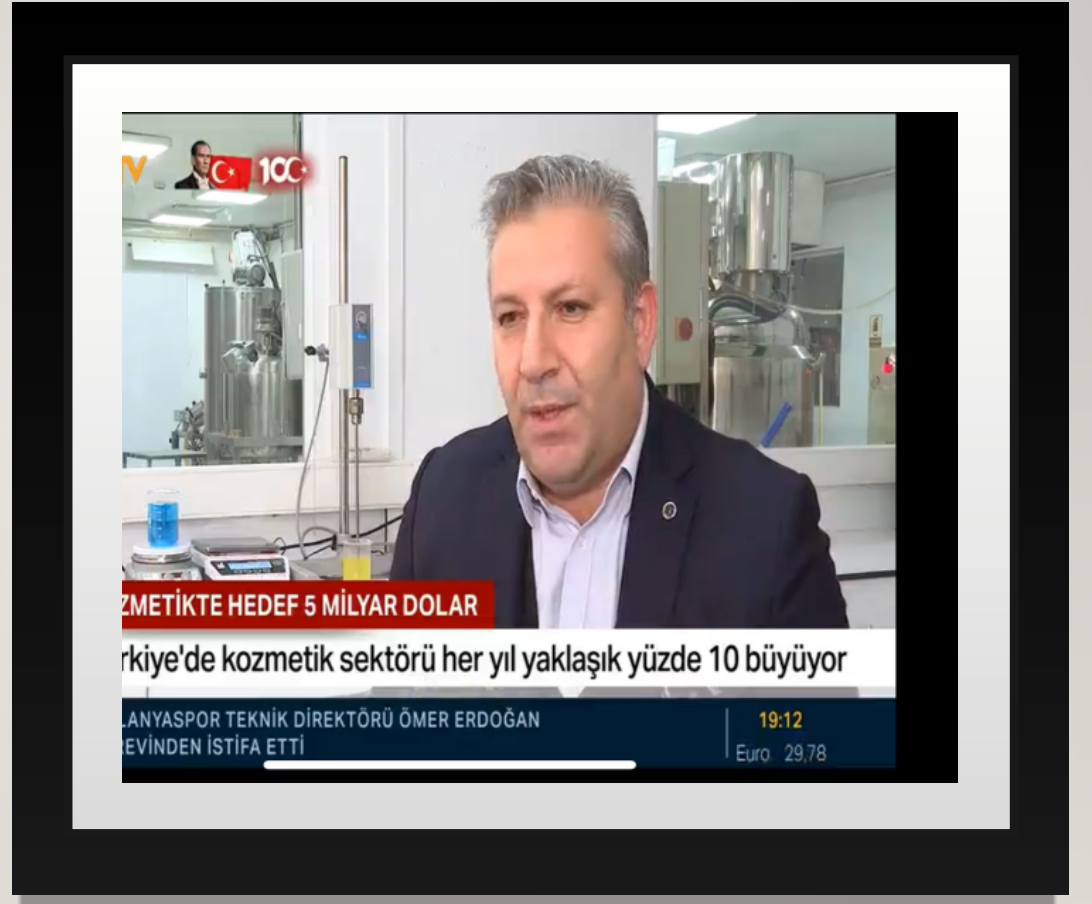 TV
100
ZMETİKTE HEDEF 5 MİLYAR DOLAR
rkiye'de kozmetik sektörü her yıl yaklaşık yüzde 10 büyüyor
LANYASPOR TEKNİK DİREKTÖRÜ ÖMER ERDOĞAN
REVİNDEN İSTİFA ETTİ
19:12
Euro 29,78